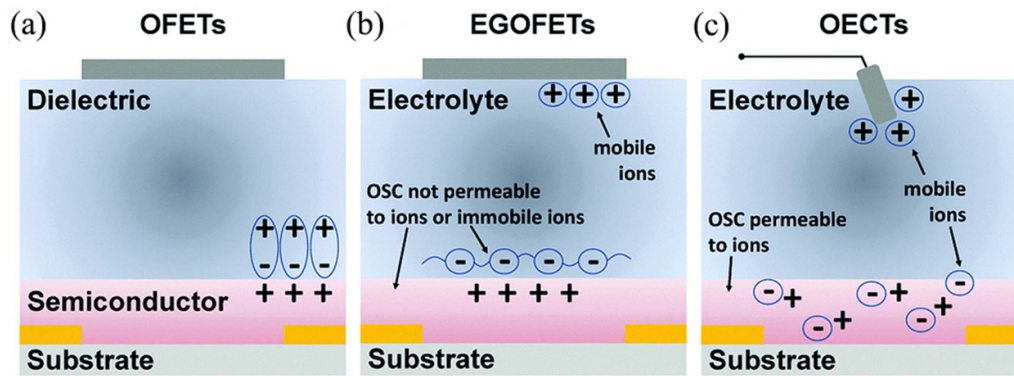 (a) OFETs
Dielectric
+ + +
- - -
+ + +
Semiconductor
Substrate
(b) EGOFETs
Electrolyte
+ + +
mobile
ions
OSC not permeable
to ions or immobile ions
- - - -
+ + + +
(c) OECTs
Electrolyte
+
+ +
mobile
ions
OSC permeable
to ions
- + - + -
- + - +
Substrate